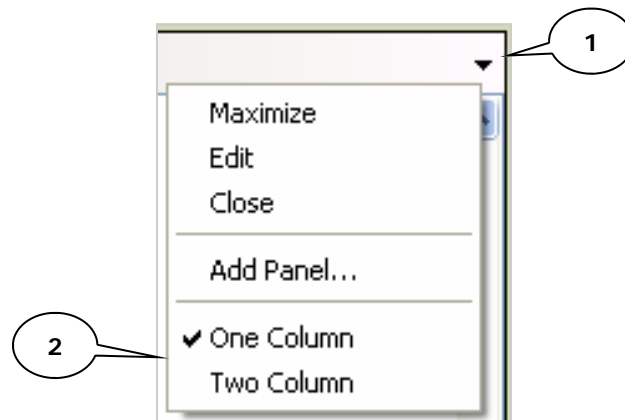 1
Maximize
Edit
Close
Add Panel...
One Column
2
Two Column